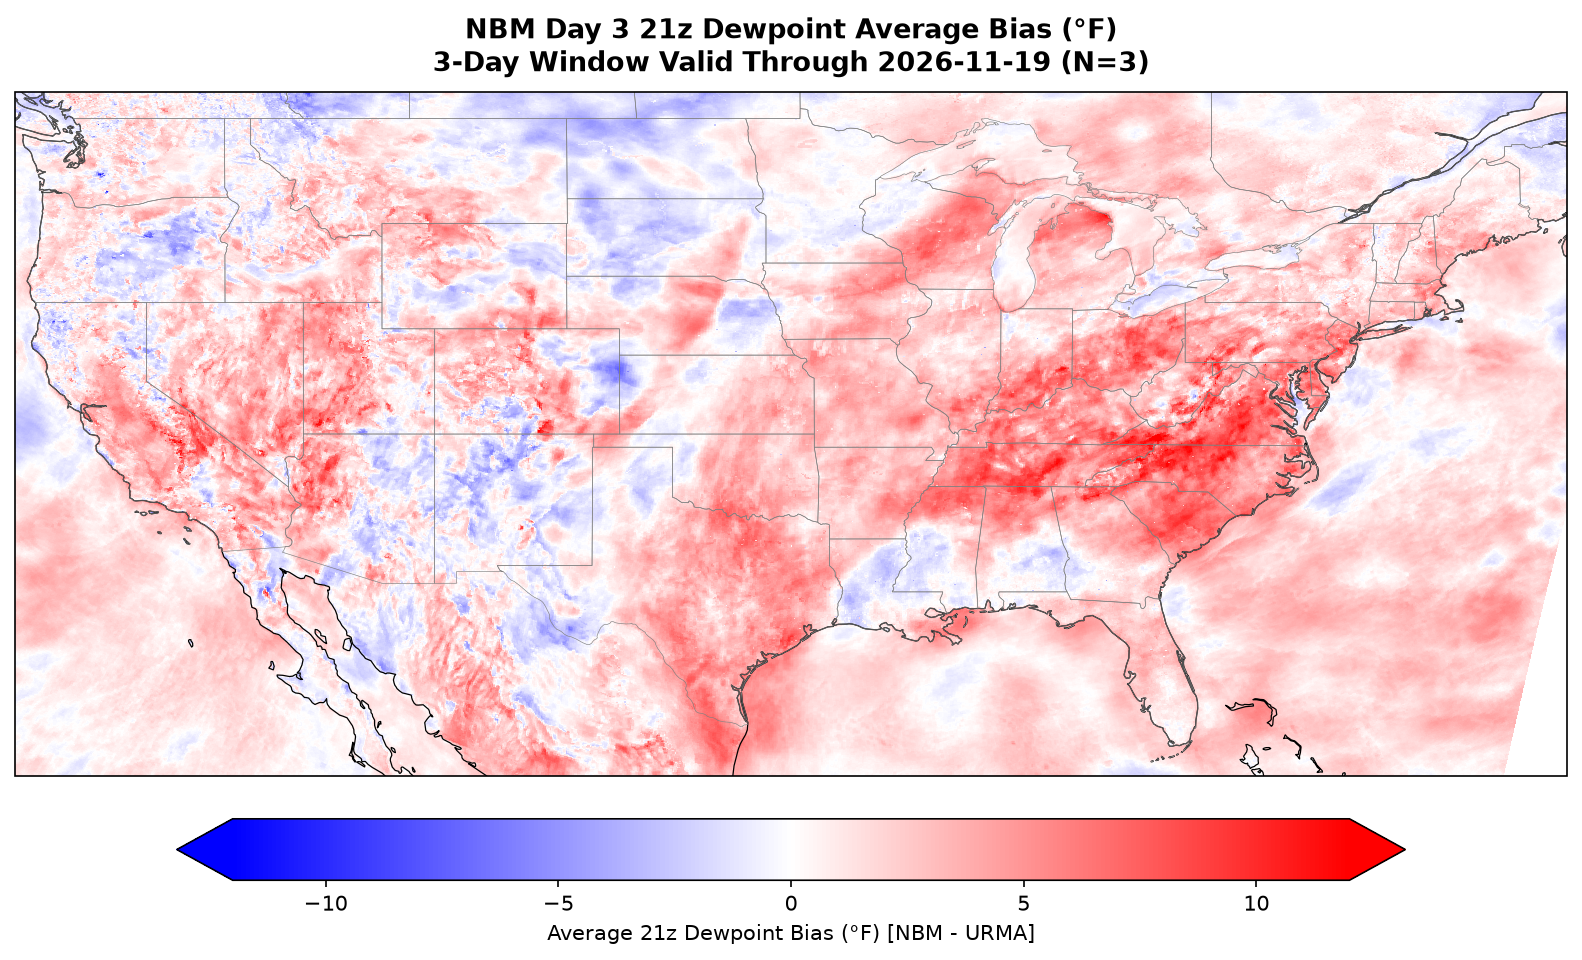 NBM Day 3 21z Dewpoint Average Bias (°F)
3-Day Window Valid Through 2026-11-19 (N=3)
−10 −5 0 5 10
Average 21z Dewpoint Bias (°F) [NBM - URMA]